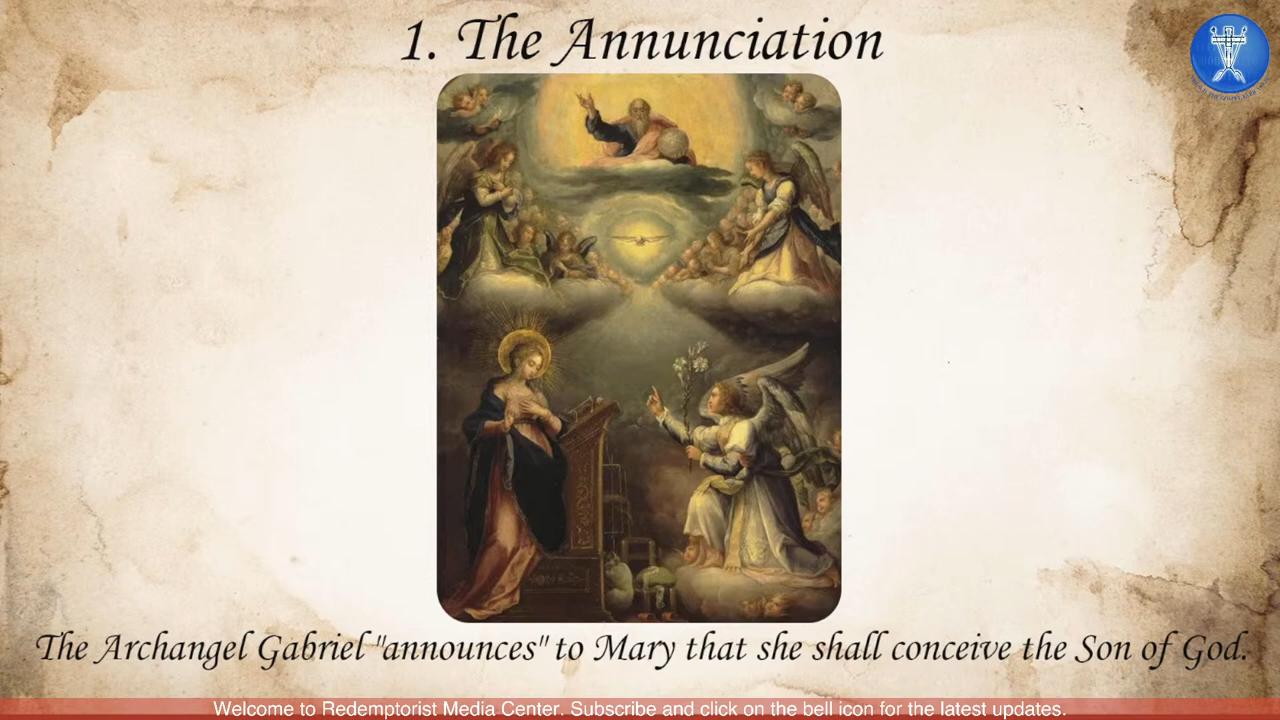 1. The Annunciation
The Archangel Gabriel "announces" to Mary that she shall conceive the Son of God.
Welcome to Redemptorist Media Center. Subscribe and click on the bell icon for the latest updates.